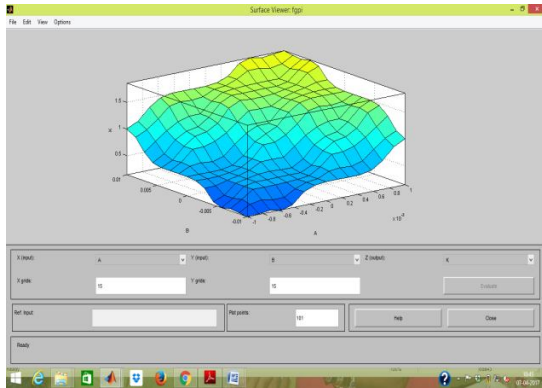 Surface Viewer: fgpi
File Edit View Options
1.5
1
0.5
K
0.01
0.005
0
-0.005
-0.01
B
-1 -0.8 -0.6 -0.4 -0.2 0 0.2 0.4 0.6 0.8 1
A
X (input): A Y (input): B Z (output): K
X grids: 15 Y grids: 15 Evaluate
Ref. Input: Plot points: 101 Help Close
Ready